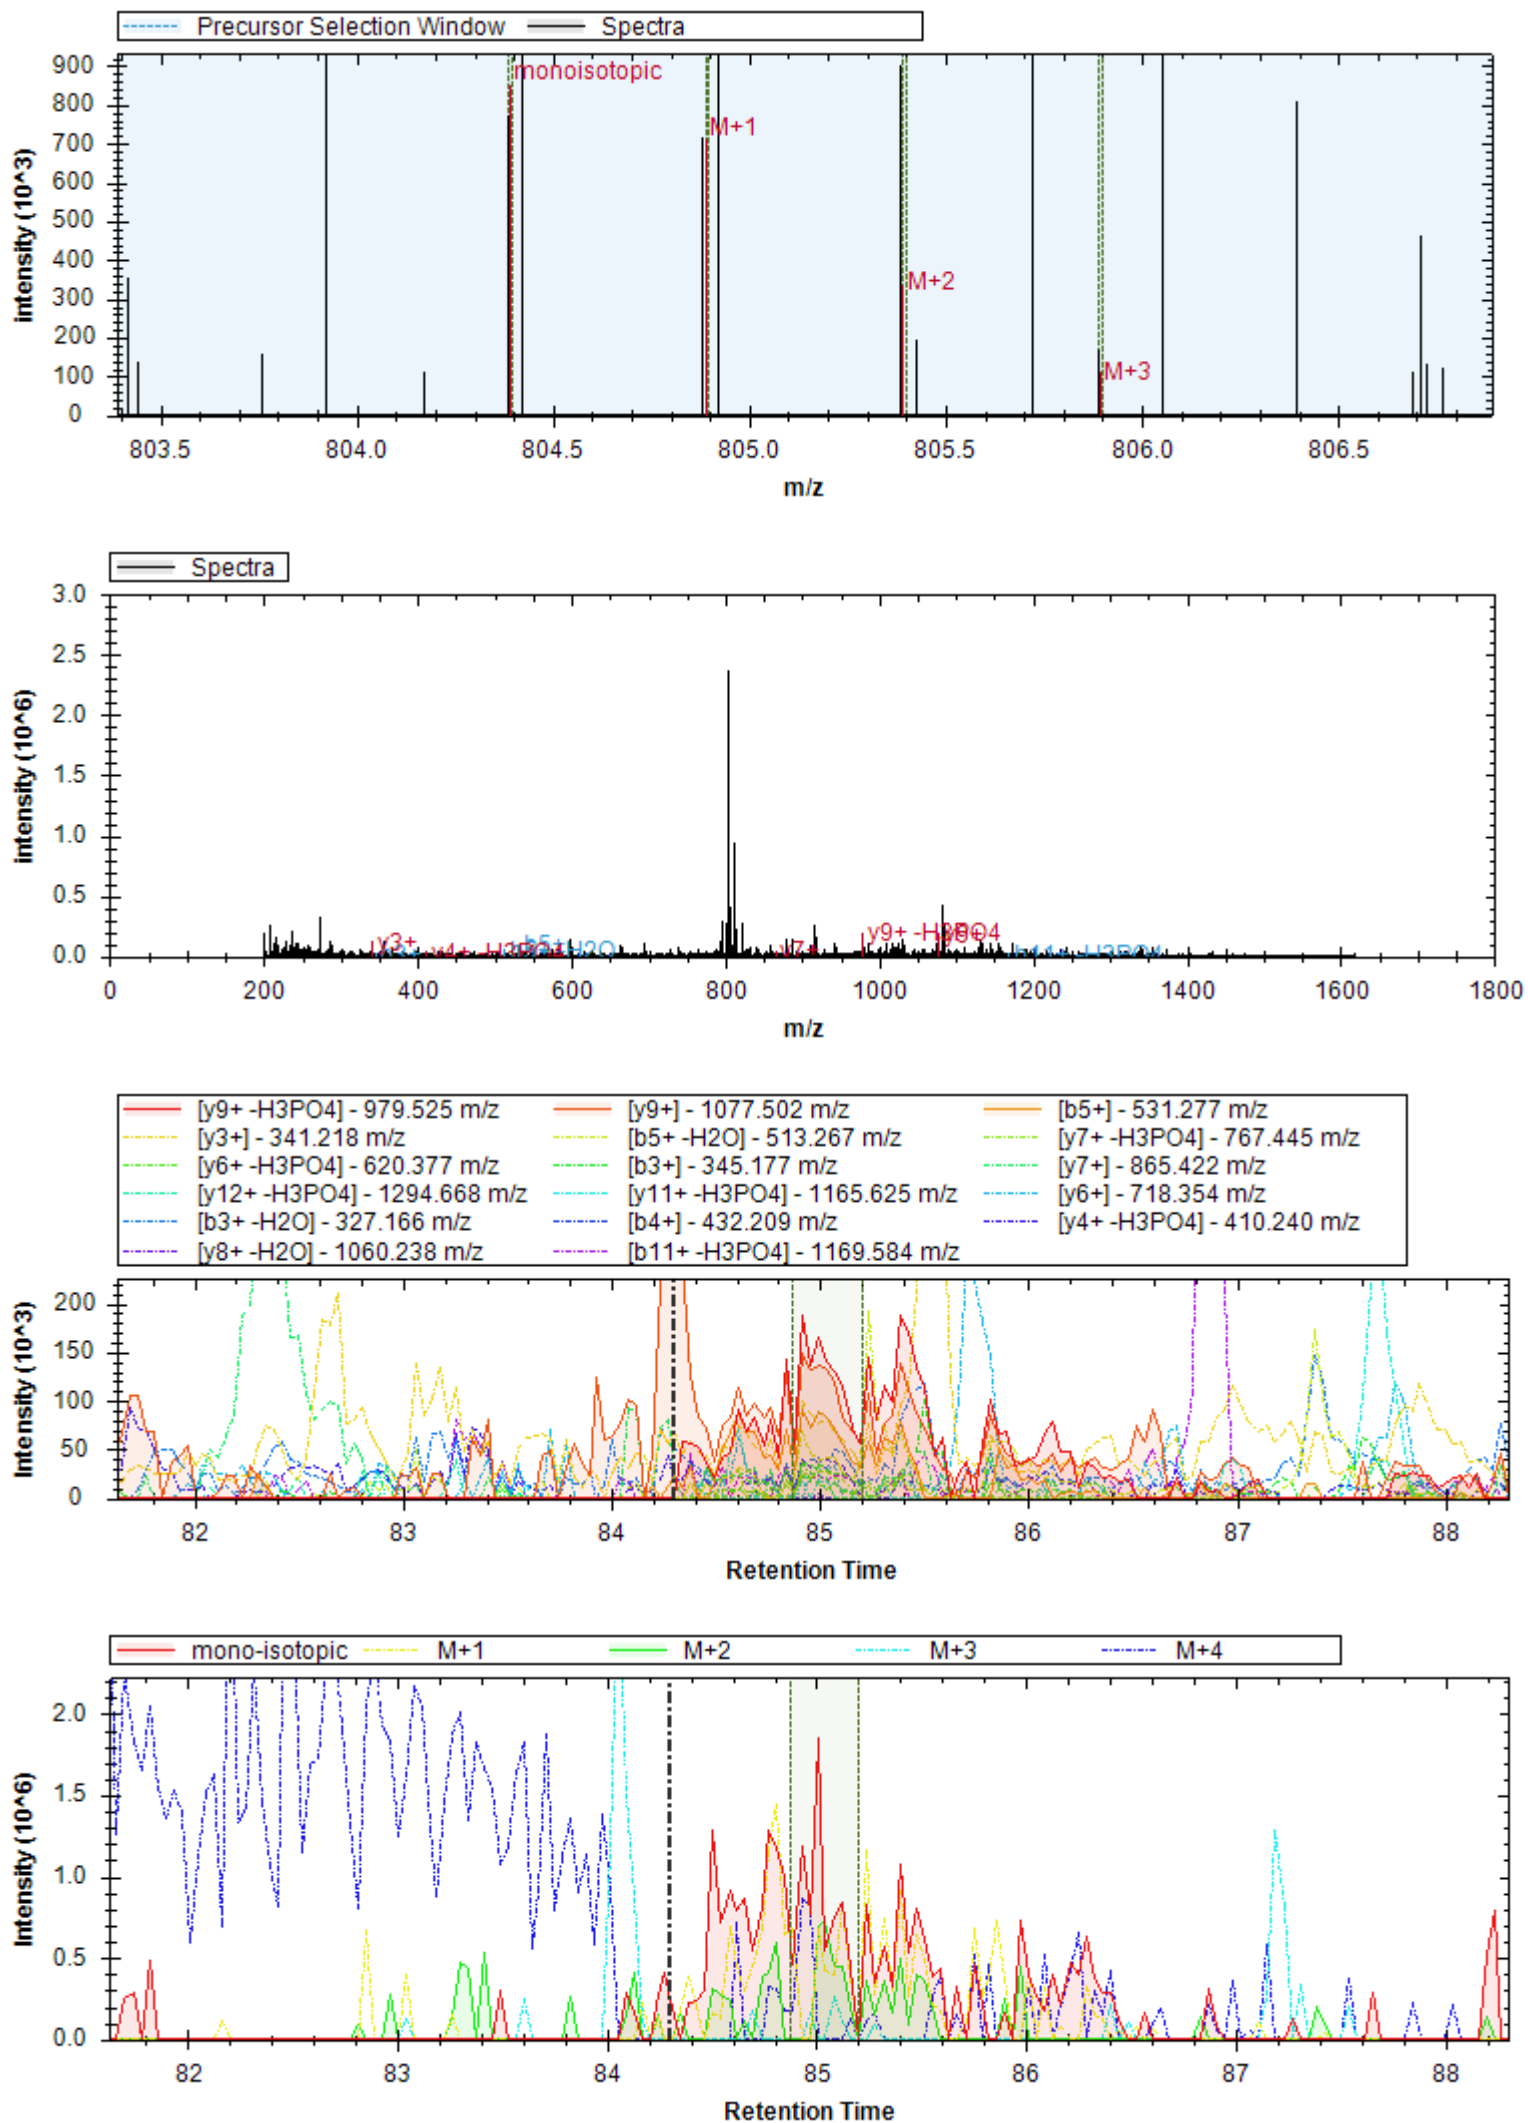 Precursor Selection Window Spectra
900
800
700
600
500
400
300
200
100
0
intensity (10^3)
monoisotopic
M+1
M+2
M+3
803.5 804.0 804.5 805.0 805.5 806.0 806.5
m/z
Spectra
3.0
2.5
2.0
1.5
1.0
0.5
0.0
intensity (10^6)
y3+
y7+
y9+ -H3PO4
b11+ -H3PO4
0 200 400 600 800 1000 1200 1400 1600 1800
m/z
[y9+ -H3PO4] - 979.525 m/z [y9+] - 1077.502 m/z [b5+] - 531.277 m/z
[y3+] - 341.218 m/z [b5+ -H2O] - 513.267 m/z [y7+ -H3PO4] - 767.445 m/z
[y6+ -H3PO4] - 620.377 m/z [b3+] - 345.177 m/z [y7+] - 865.422 m/z
[y12+ -H3PO4] - 1294.668 m/z [y11+ -H3PO4] - 1165.625 m/z [y6+] - 718.354 m/z
[b3+ -H2O] - 327.166 m/z [b4+] - 432.209 m/z [y4+ -H3PO4] - 410.240 m/z
[y8+ -H2O] - 1060.238 m/z [b11+ -H3PO4] - 1169.584 m/z
200
150
100
50
0
Intensity (10^3)
82 83 84 85 86 87 88
Retention Time
mono-isotopic M+1 M+2 M+3 M+4
2.0
1.5
1.0
0.5
0.0
Intensity (10^6)
82 83 84 85 86 87 88
Retention Time